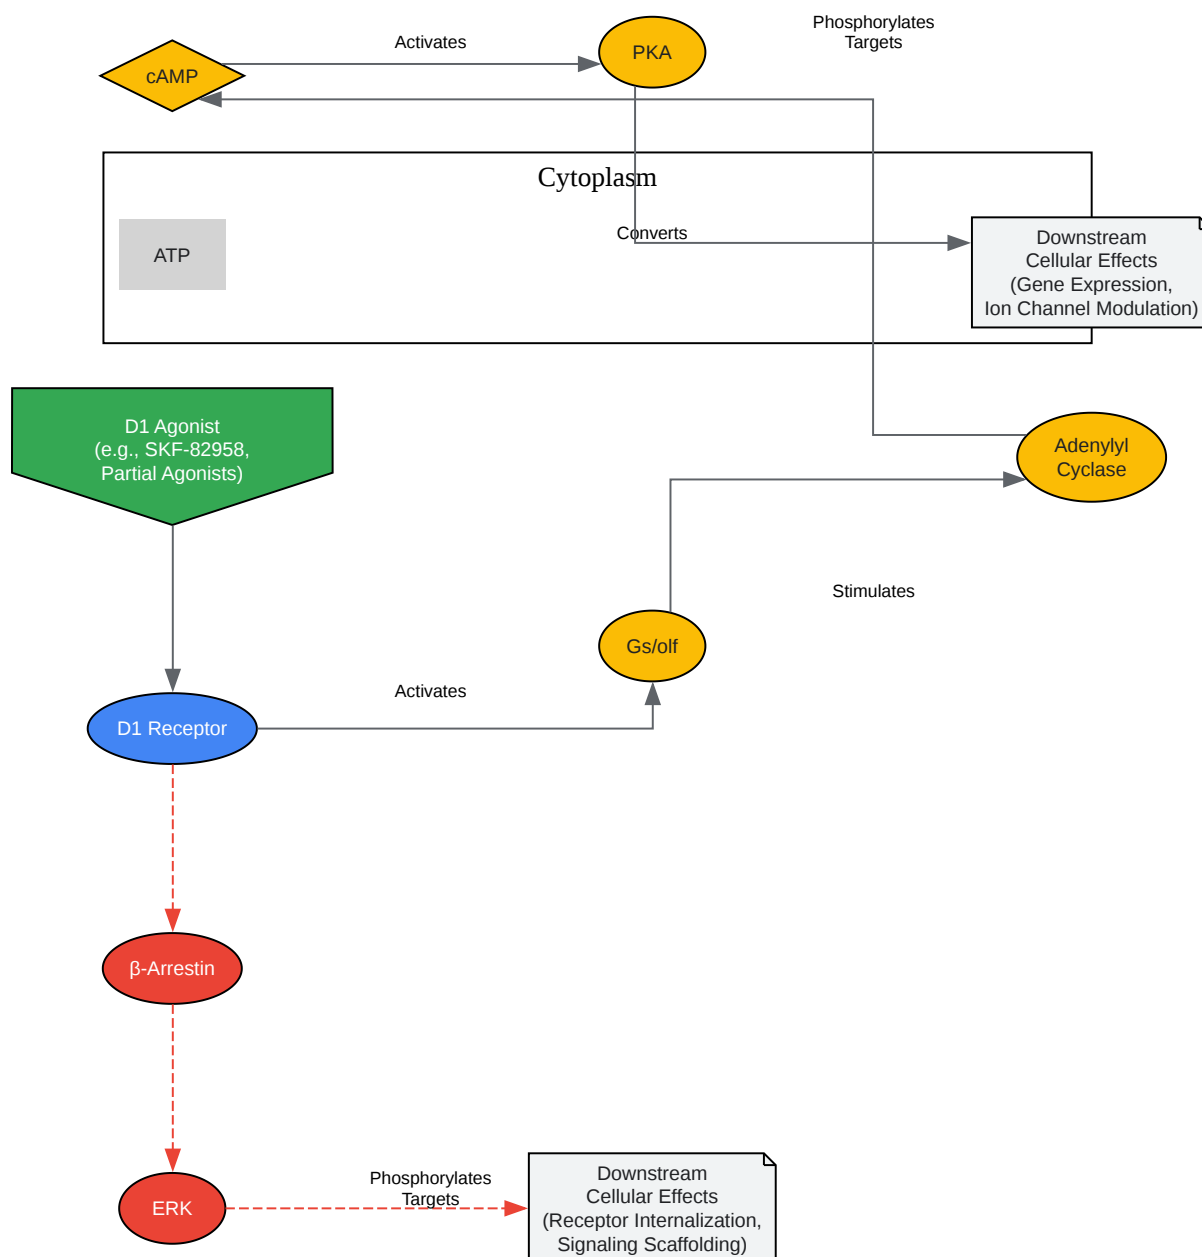 Phosphorylates
Targets
Activates
PKA
cAMP
Cytoplasm
Converts
ATP
Downstream
Cellular Effects
(Gene Expression,
Ion Channel Modulation)
D1 Agonist
(e.g., SKF-82958,
Partial Agonists)
Adenylyl
Cyclase
Stimulates
Gs/olf
Activates
D1 Receptor
β-Arrestin
ERK
Phosphorylates
Targets
Downstream
Cellular Effects
(Receptor Internalization,
Signaling Scaffolding)